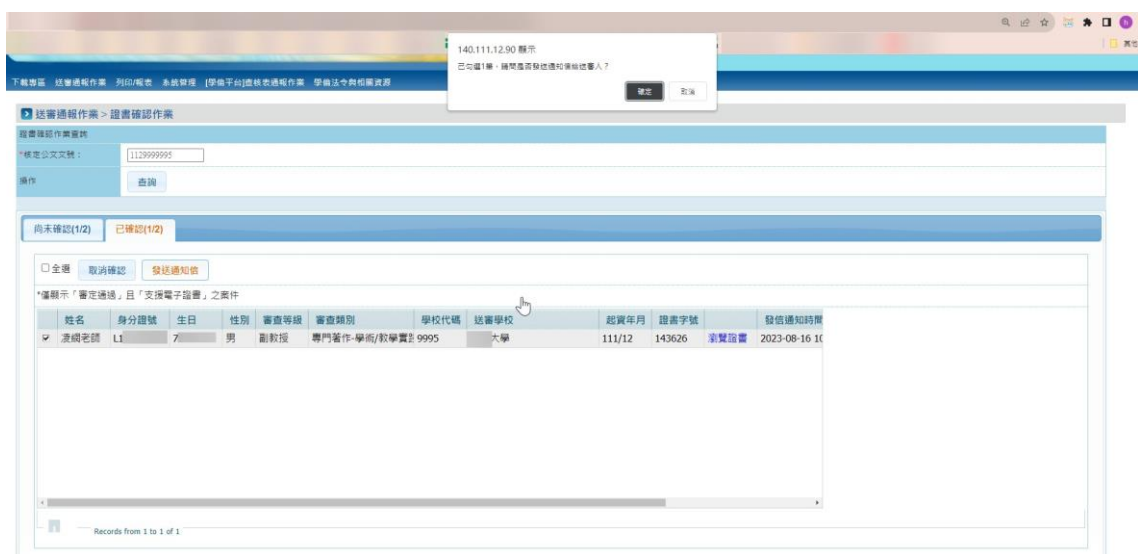 140.111.12.90 顯示
已勾選1筆，請問是否發送通知信給送審人？
確定 取消
下載專區 送審通報作業 列印/報表 系統管理 [學倫平台]查核表通報作業 學倫法令與相關資源
送審通報作業 > 證書確認作業
證書確認作業查詢
*核定公文文號： 1129999995
操作 查詢
尚未確認(1/2) 已確認(1/2)
全選 取消確認 發送通知信
*僅顯示「審定通過」且「支援電子證書」之案件
姓名 身分證號 生日 性別 審查等級 審查類別 學校代碼 送審學校 起資年月 證書字號 發信通知時間
凌網老師 L1 7 男 副教授 專門著作-學術/教學實 9995 大學 111/12 143626 瀏覽證書 2023-08-16 10
Records from 1 to 1 of 1